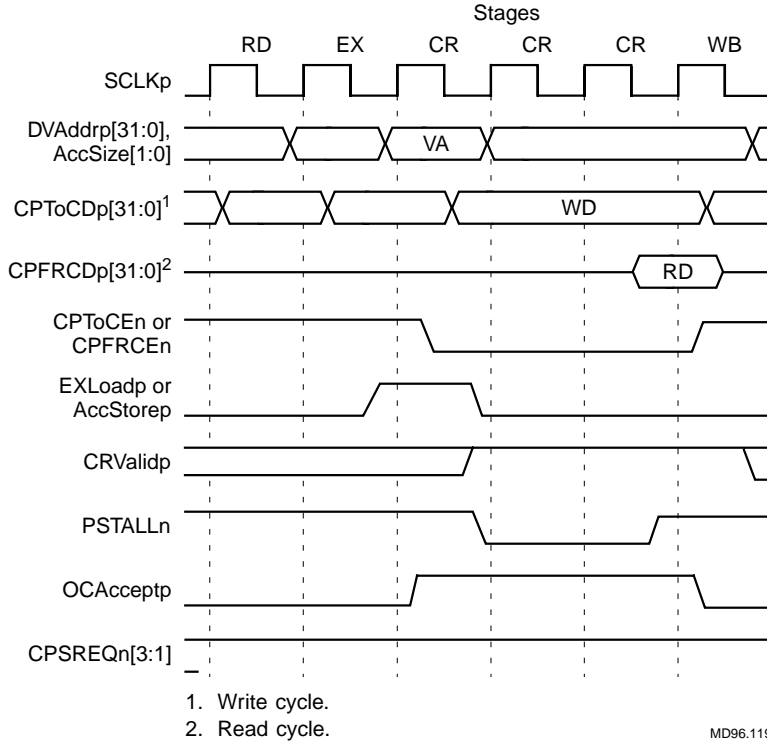 Stages
RD EX CR CR CR WB
SCLKp
DVAddrp[31:0],
AccSize[1:0]
VA
CPToCDp[31:0]1
WD
CPFRCDp[31:0]2
RD
CPToCEn or
CPFRCEn
EXLoadp or
AccStorep
CRValidp
PSTALLn
OCAcceptp
CPSREQn[3:1]
1. Write cycle.
2. Read cycle.
MD96.119